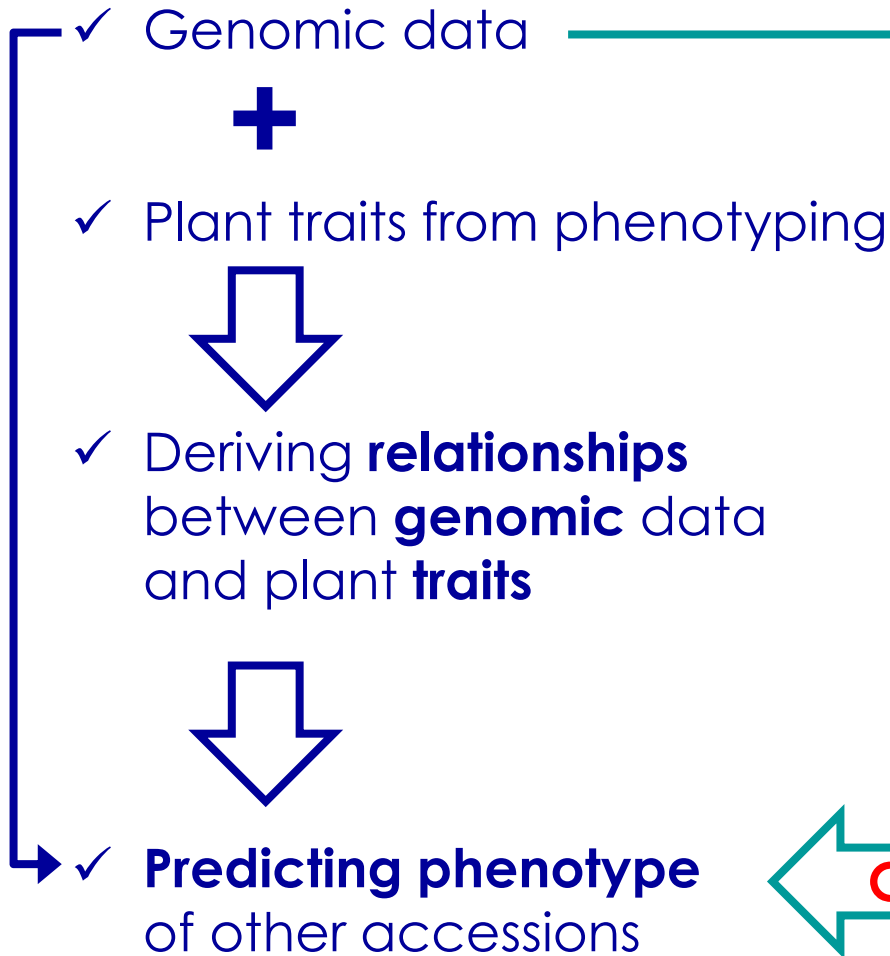 ✓ Genomic data
+
✓ Plant traits from phenotyping
✓ Deriving relationships
between genomic data
and plant traits
✓ Predicting phenotype
of other accessions